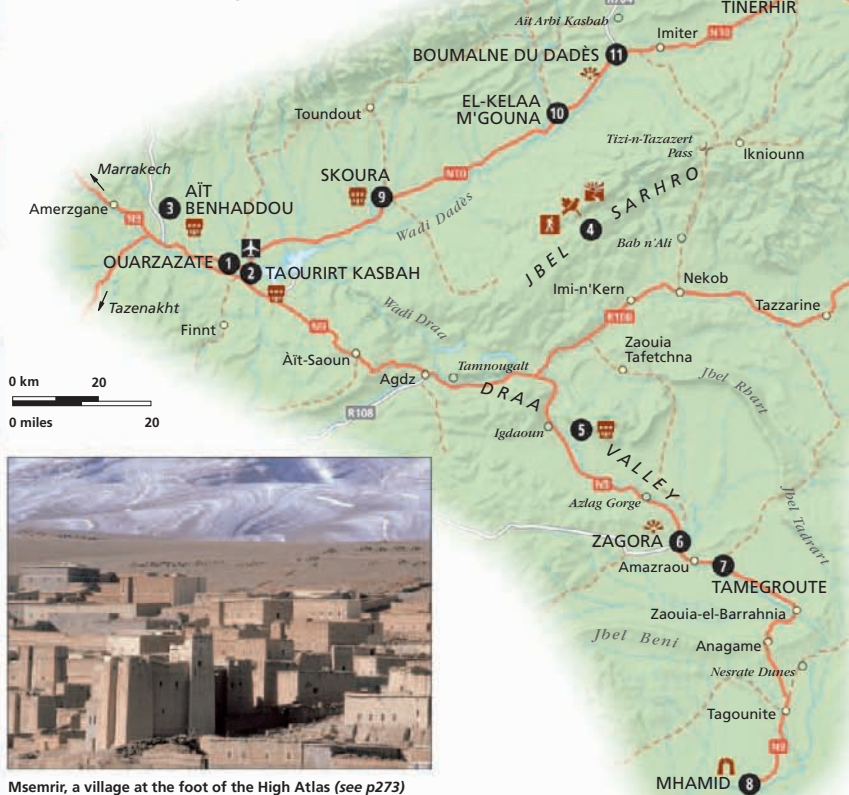 TINERHIR
Aït Arbi Kasbah
Imiter
N10
BOUMALNE DU DADÈS
11
EL-KELAA
M'GOUNA
10
Toundout
Tizi-n-Tazazert
Pass
Ikniounn
Marrakech
SKOURA
9
N10
Amerzgane
3
AÏT
BENHADDOU
N9
Wadi Dadès
4
JBEL SARHRO
Bab n'Ali
OUARZAZATE
1
2
TAOURIRT KASBAH
Imi-n'Kern
Nekob
Tazenakht
Finnt
Wadi Draa
N9
R108
Tazzarine
Zaouia
Tafetchna
Àït-Saoun
Agdz
Tamnougalt
Jbel Rbart
0 km 20
0 miles 20
R108
DRAA VALLEY
Igdaoun
5
N9
Azlag Gorge
Jbel Tadrart
ZAGORA
6
Amazraou
7
TAMEGROUTE
Zaouia-el-Barrahnia
Jbel Beni
Anagame
Nesrate Dunes
Tagounite
N9
MHAMID
8
Msemrir, a village at the foot of the High Atlas (see p273)